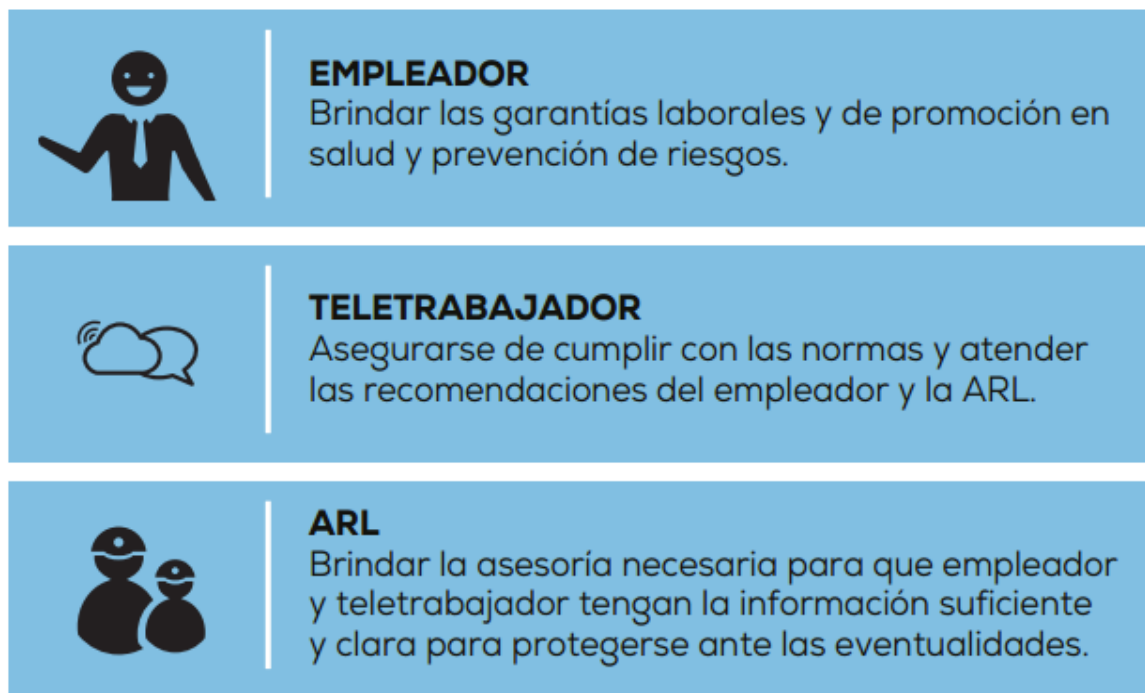 EMPLEADOR
Brindar las garantías laborales y de promoción en
salud y prevención de riesgos.
TELETRABAJADOR
Asegurarse de cumplir con las normas y atender
las recomendaciones del empleador y la ARL.
ARL
Brindar la asesoría necesaria para que empleador
y teletrabajador tengan la información suficiente
y clara para protegerse ante las eventualidades.